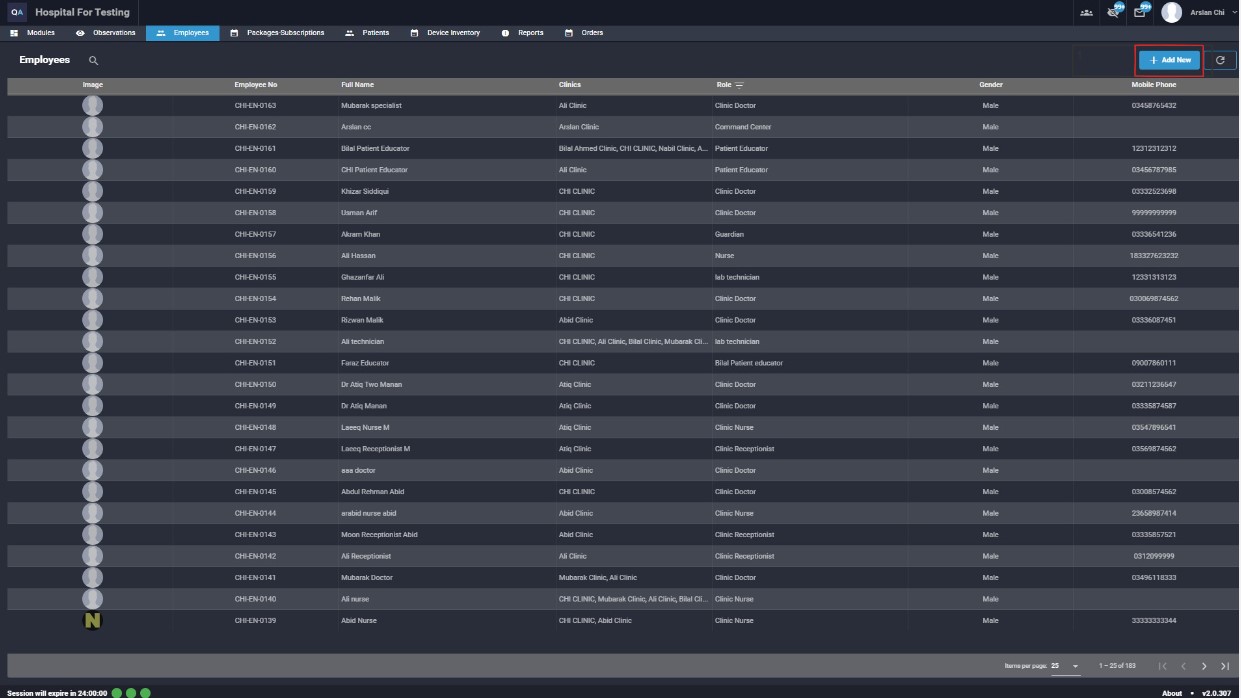 QA Hospital For Testing 99+ 99+ Arslan Chi
Modules Observations Employees Packages-Subscriptions Patients Device Inventory Reports Orders
Employees + Add New
Image Employee No Full Name Clinics Role Gender Mobile Phone
CHI-EN-0163 Mubarak specialist Ali Clinic Clinic Doctor Male 03458765432
CHI-EN-0162 Arslan cc Arslan Clinic Command Center Male
CHI-EN-0161 Bilal Patient Educator Bilal Ahmed Clinic, CHI CLINIC, Nabil Clinic, A... Patient Educator Male 12312312312
CHI-EN-0160 CHI Patient Educator Ali Clinic Patient Educator Male 03456787985
CHI-EN-0159 Khizar Siddiqui CHI CLINIC Clinic Doctor Male 03332523698
CHI-EN-0158 Usman Arif CHI CLINIC Clinic Doctor Male 99999999999
CHI-EN-0157 Akram Khan CHI CLINIC Guardian Male 03336541236
CHI-EN-0156 Ali Hassan CHI CLINIC Nurse Male 183327623232
CHI-EN-0155 Ghazanfar Ali CHI CLINIC lab technician Male 12331313123
CHI-EN-0154 Rehan Malik CHI CLINIC Clinic Doctor Male 030069874562
CHI-EN-0153 Rizwan Malik Abid Clinic Clinic Doctor Male 03336087451
CHI-EN-0152 Ali technician CHI CLINIC, Ali Clinic, Bilal Clinic, Mubarak Cli... lab technician Male
CHI-EN-0151 Faraz Educator CHI CLINIC Bilal Patient educator Male 09007860111
CHI-EN-0150 Dr Atiq Two Manan Atiq Clinic Clinic Doctor Male 03211236547
CHI-EN-0149 Dr Atiq Manan Atiq Clinic Clinic Doctor Male 03335874587
CHI-EN-0148 Laeeq Nurse M Atiq Clinic Clinic Nurse Male 03547896541
CHI-EN-0147 Laeeq Receptionist M Atiq Clinic Clinic Receptionist Male 03569874562
CHI-EN-0146 aaa doctor Abid Clinic Clinic Doctor Male
CHI-EN-0145 Abdul Rehman Abid CHI CLINIC Clinic Doctor Male 03008574562
CHI-EN-0144 arabid nurse abid Abid Clinic Clinic Nurse Male 23658987414
CHI-EN-0143 Moon Receptionist Abid Abid Clinic Clinic Receptionist Male 03335857521
CHI-EN-0142 Ali Receptionist Ali Clinic Clinic Receptionist Male 0312099999
CHI-EN-0141 Mubarak Doctor Mubarak Clinic, Ali Clinic Clinic Doctor Male 03496118333
CHI-EN-0140 Ali nurse CHI CLINIC, Mubarak Clinic, Ali Clinic, Bilal Cli... Clinic Nurse Male
N CHI-EN-0139 Abid Nurse CHI CLINIC, Abid Clinic Clinic Nurse Male 33333333344
Items per page: 25 1 – 25 of 183
Session will expire in 24:00:00 About • v2.0.307